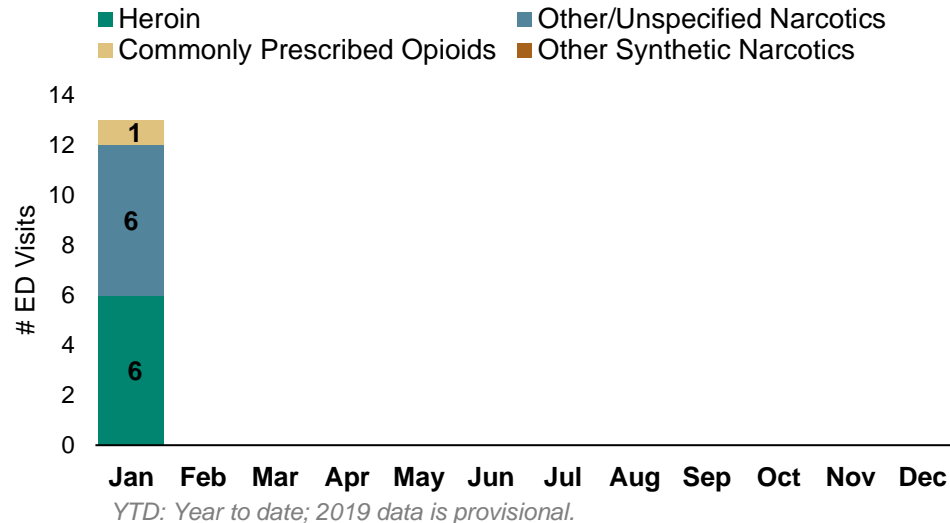 Heroin
Other/Unspecified Narcotics
Commonly Prescribed Opioids
Other Synthetic Narcotics
# ED Visits
14
12
10
8
6
4
2
0
1
6
6
Jan Feb Mar Apr May Jun Jul Aug Sep Oct Nov Dec
YTD: Year to date; 2019 data is provisional.